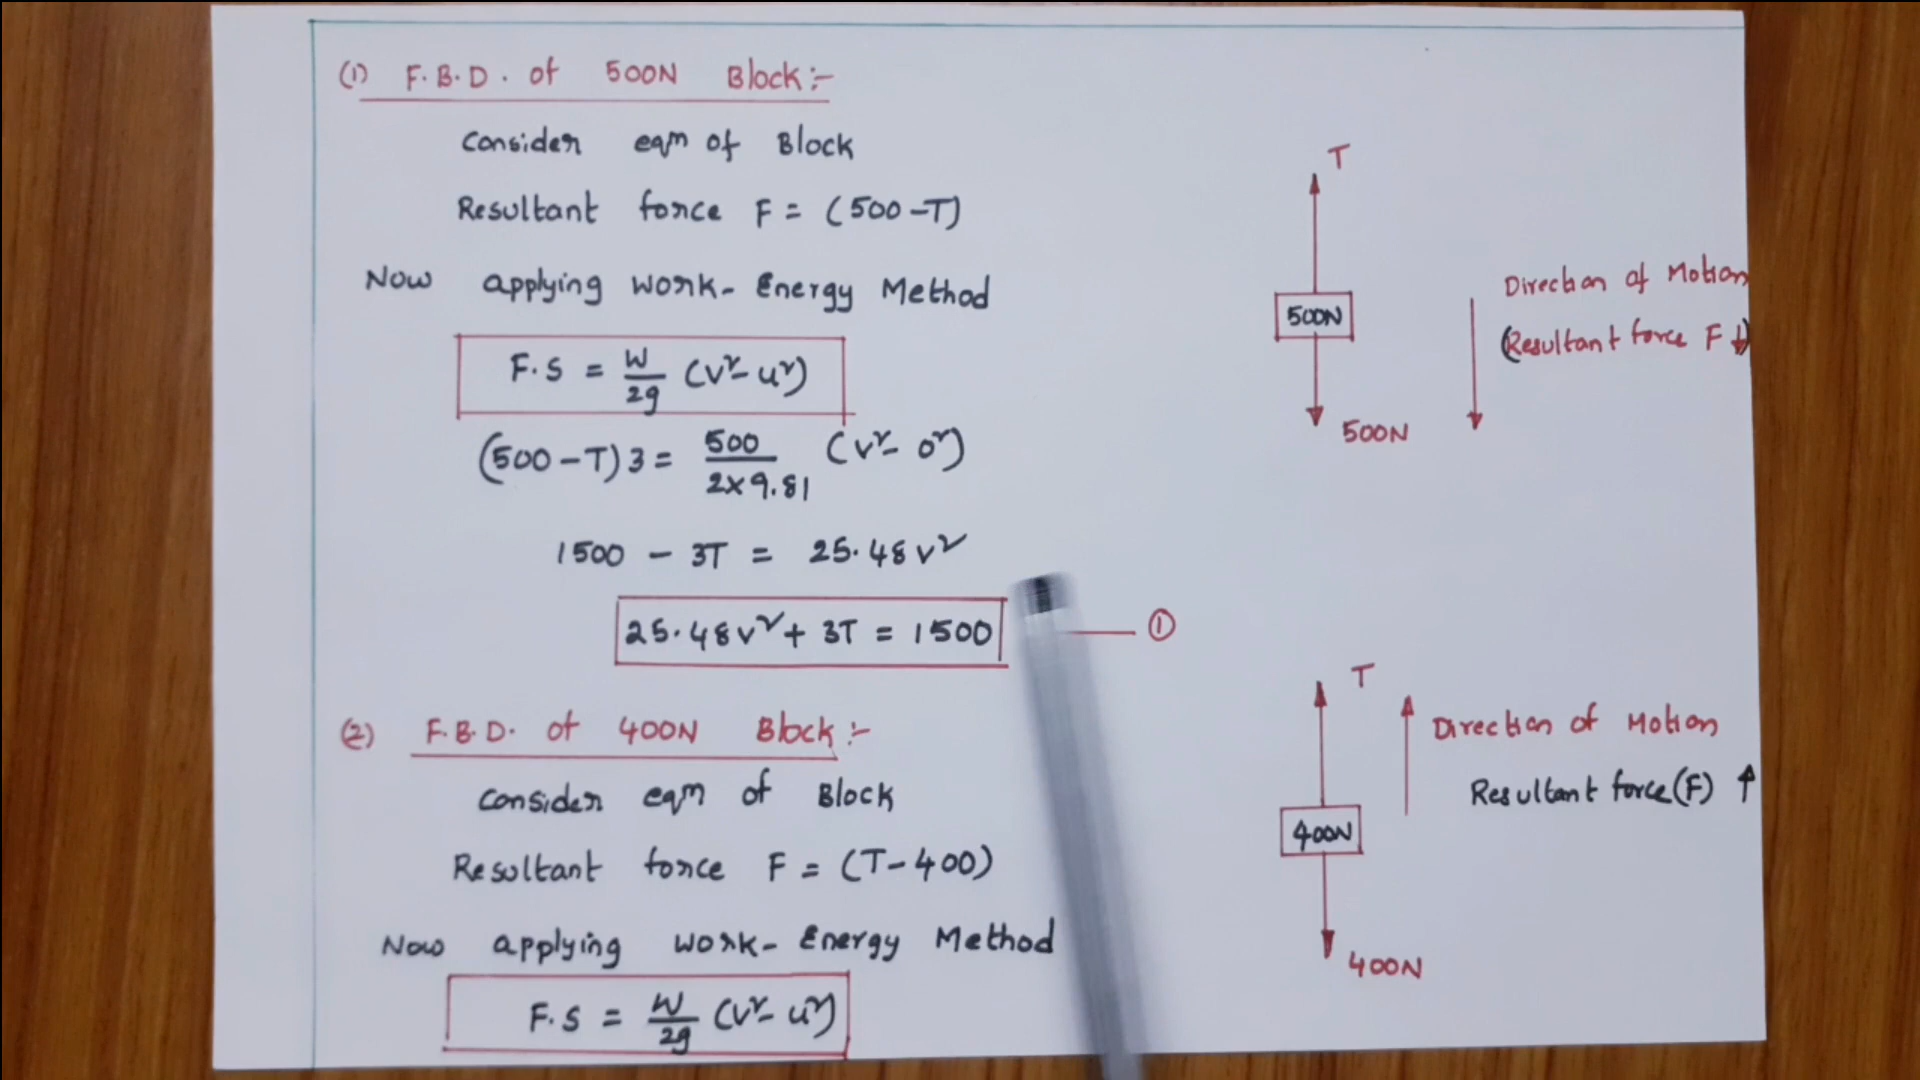 (1) F.B.D. of 500N Block:-
Consider eqm of Block
Resultant force F = (500-T)
Now applying Work-Energy Method
F.S = W/2g (v²-u²)
(500-T)3 = 500/2×9.81 (v²-0²)
1500 - 3T = 25.48v²
25.48v² + 3T = 1500 — ①
T
500N
500N
Direction of Motion
(Resultant force F ↓)
(2) F.B.D. of 400N Block:-
Consider eqm of Block
Resultant force F = (T-400)
Now applying Work-Energy Method
F.S = W/2g (v²-u²)
T
Direction of Motion
Resultant force(F) ↑
400N
400N